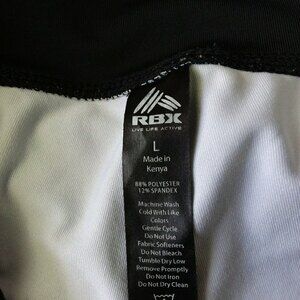 RBX
LIVE LIFE ACTIVE
L
Made in
Kenya
88% POLYESTER
12% SPANDEX
Machine Wash
Cold With Like
Colors
Gentle Cycle
Do Not Use
Fabric Softeners
Do Not Bleach
Tumble Dry Low
Remove Promptly
Do Not Iron
Do Not Dry Clean